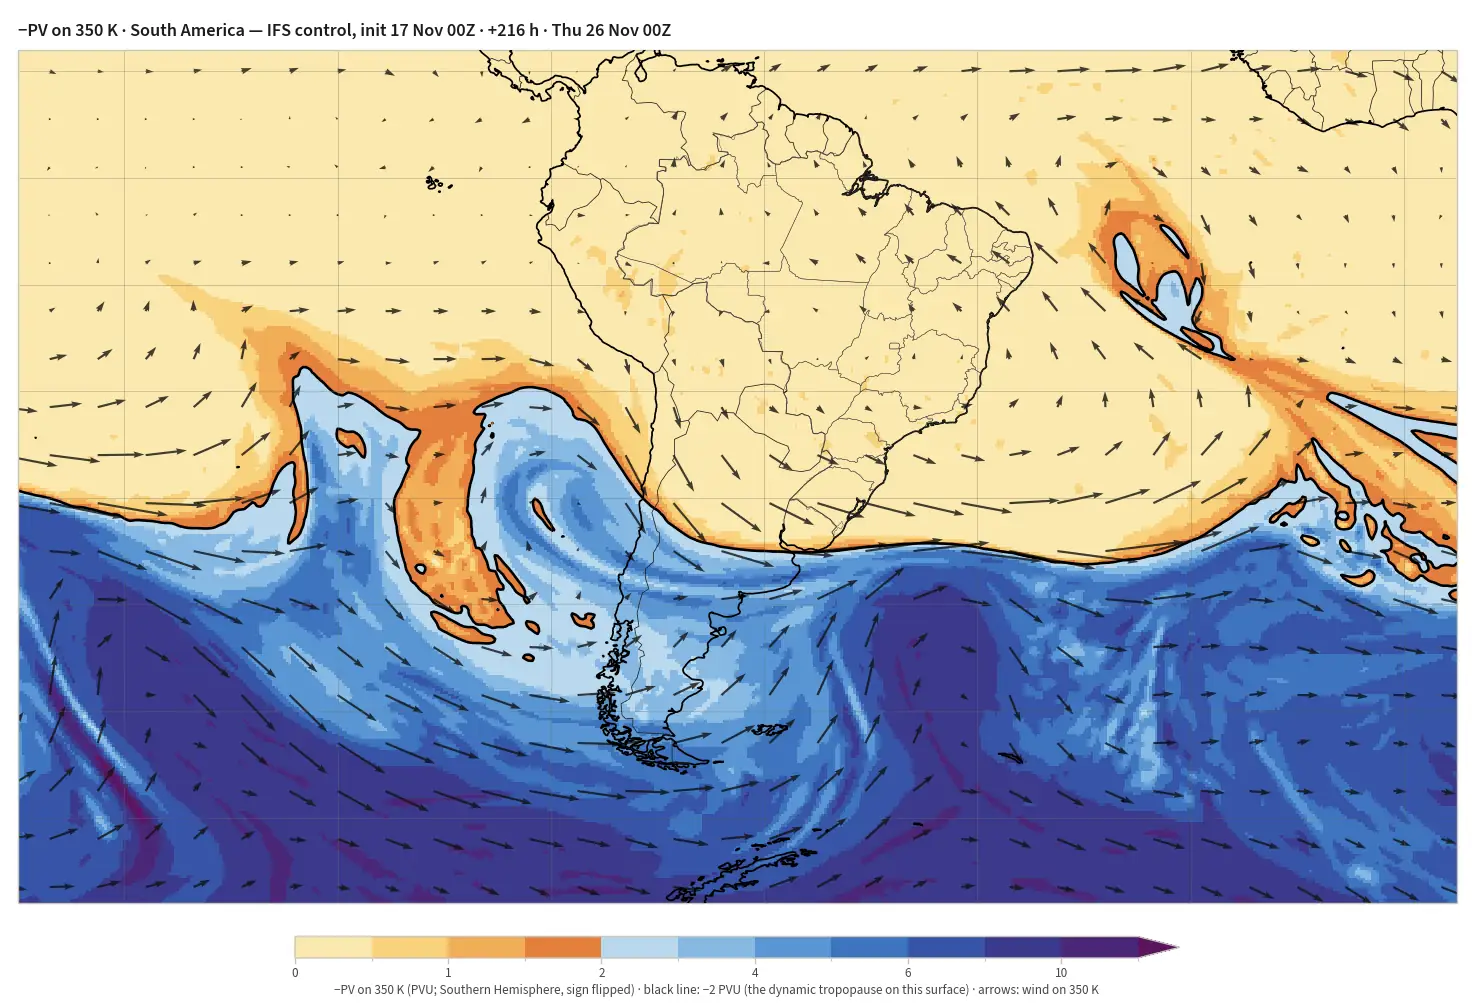 −PV on 350 K · South America — IFS control, init 17 Nov 00Z · +216 h · Thu 26 Nov 00Z
0 1 2 4 6 10
−PV on 350 K (PVU; Southern Hemisphere, sign flipped) · black line: −2 PVU (the dynamic tropopause on this surface) · arrows: wind on 350 K